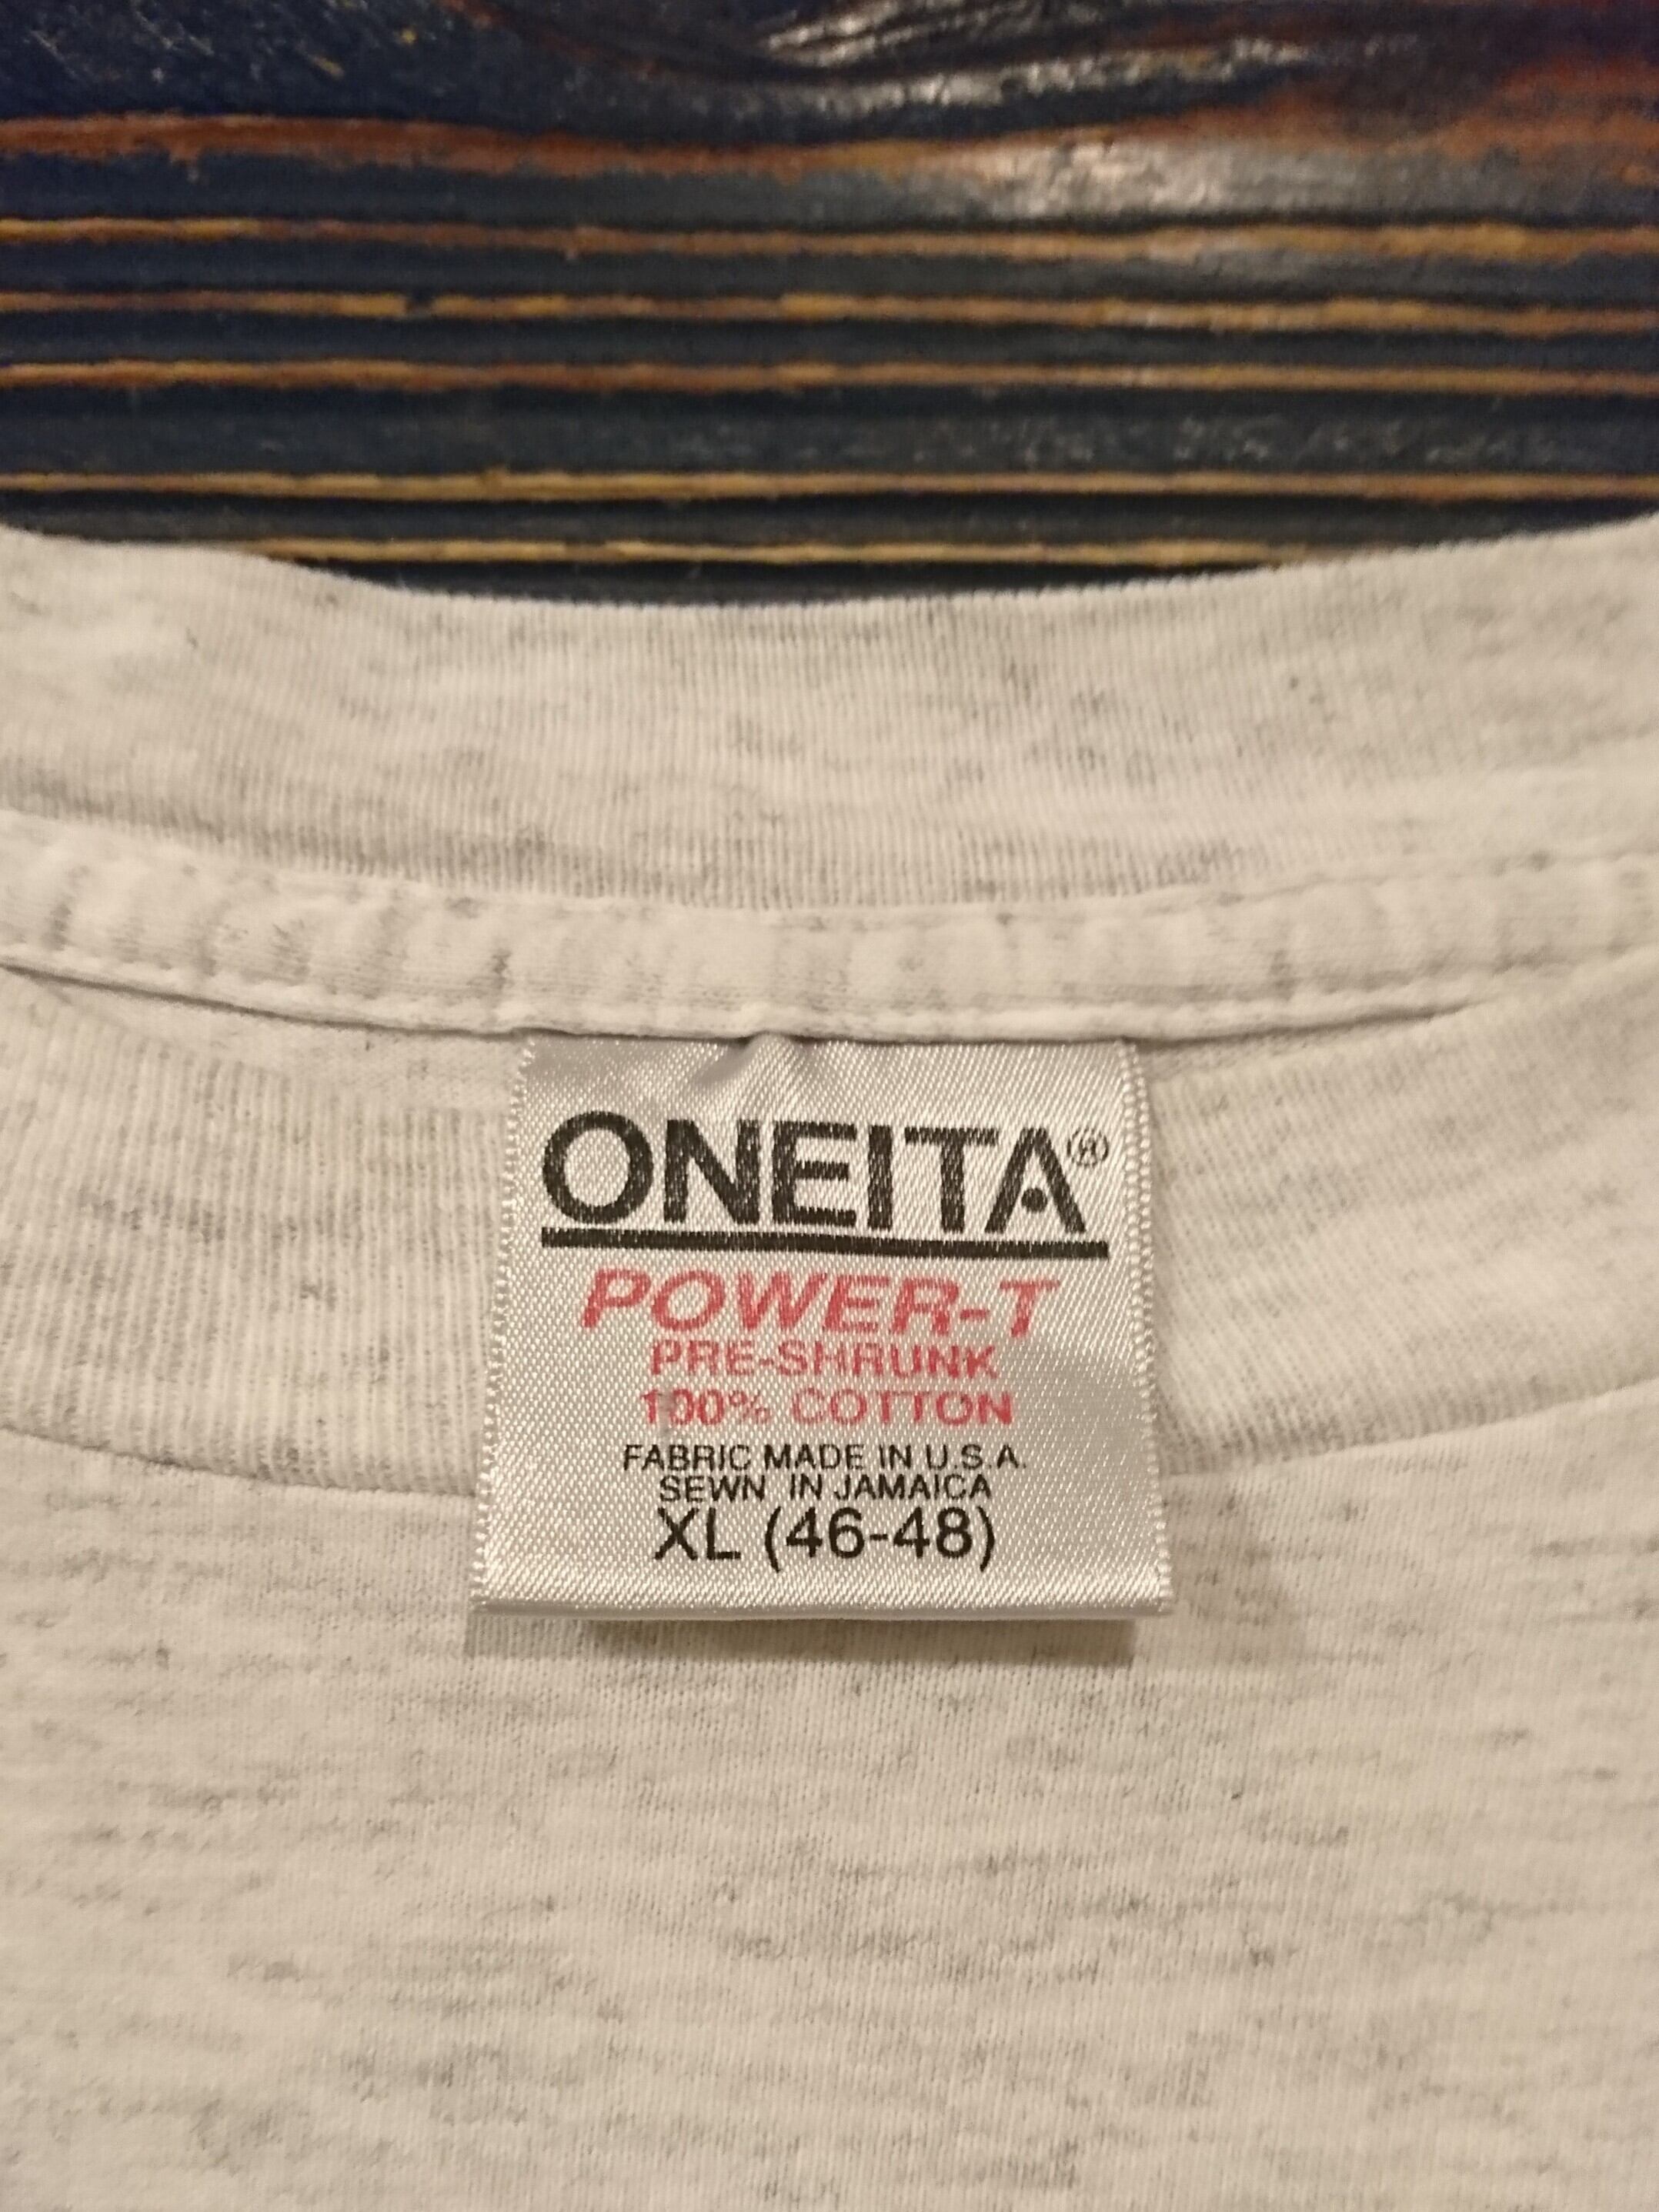 ONEITA®
POWER-T
PRE-SHRUNK
100% COTTON
FABRIC MADE IN U.S.A.
SEWN IN JAMAICA
XL (46-48)